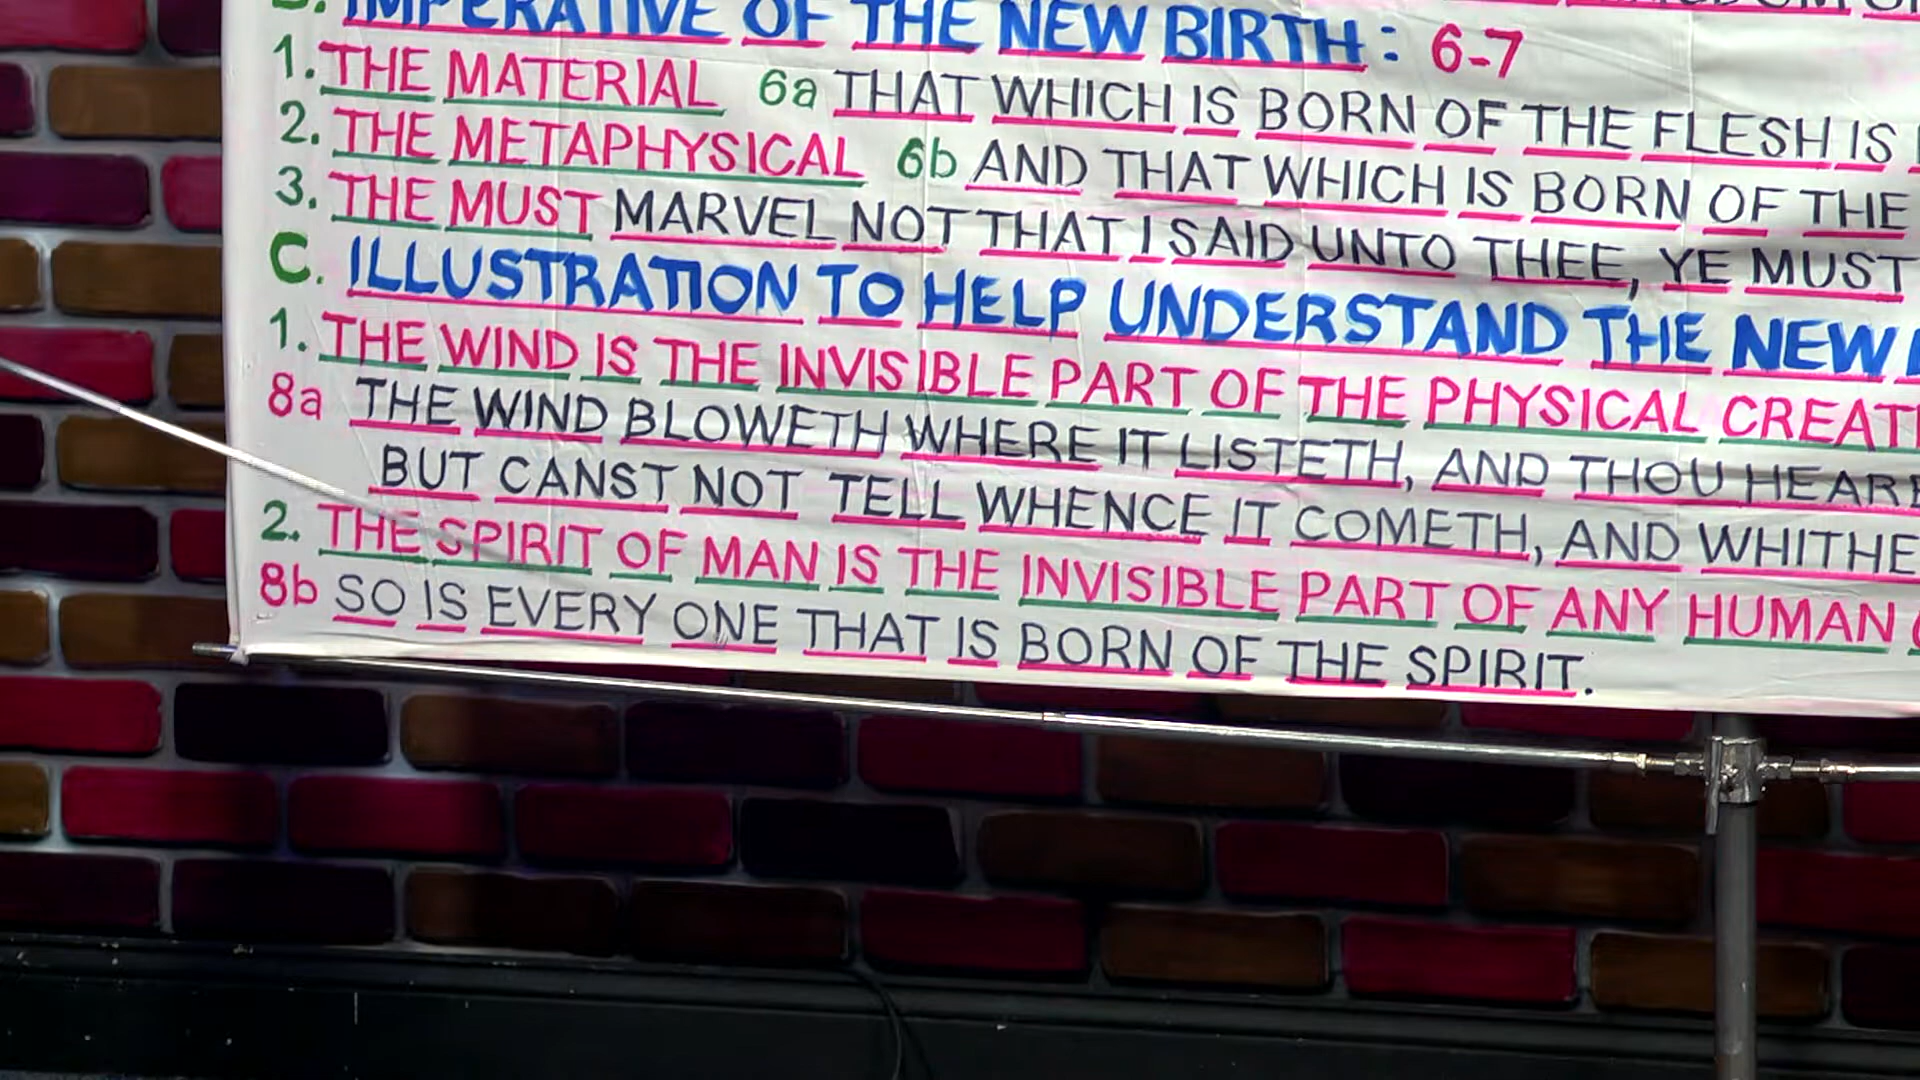 B. IMPERATIVE OF THE NEW BIRTH: 6-7
1. THE MATERIAL 6a THAT WHICH IS BORN OF THE FLESH IS
2. THE METAPHYSICAL 6b AND THAT WHICH IS BORN OF THE
3. THE MUST MARVEL NOT THAT I SAID UNTO THEE, YE MUST
C. ILLUSTRATION TO HELP UNDERSTAND THE NEW
1. THE WIND IS THE INVISIBLE PART OF THE PHYSICAL CREATI
8a THE WIND BLOWETH WHERE IT LISTETH, AND THOU HEARE
BUT CANST NOT TELL WHENCE IT COMETH, AND WHITHE
2. THE SPIRIT OF MAN IS THE INVISIBLE PART OF ANY HUMAN
8b SO IS EVERY ONE THAT IS BORN OF THE SPIRIT.